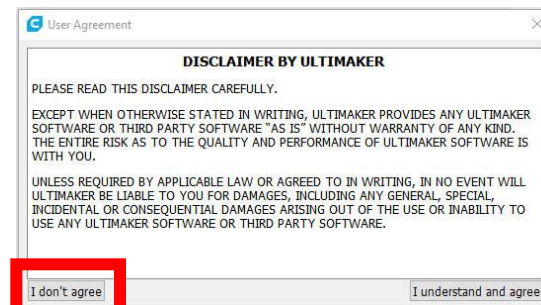 User Agreement
DISCLAIMER BY ULTIMAKER
PLEASE READ THIS DISCLAIMER CAREFULLY.
EXCEPT WHEN OTHERWISE STATED IN WRITING, ULTIMAKER PROVIDES ANY ULTIMAKER
SOFTWARE OR THIRD PARTY SOFTWARE “AS IS” WITHOUT WARRANTY OF ANY KIND.
THE ENTIRE RISK AS TO THE QUALITY AND PERFORMANCE OF ULTIMAKER SOFTWARE IS
WITH YOU.
UNLESS REQUIRED BY APPLICABLE LAW OR AGREED TO IN WRITING, IN NO EVENT WILL
ULTIMAKER BE LIABLE TO YOU FOR DAMAGES, INCLUDING ANY GENERAL, SPECIAL,
INCIDENTAL OR CONSEQUENTIAL DAMAGES ARISING OUT OF THE USE OR INABILITY TO
USE ANY ULTIMAKER SOFTWARE OR THIRD PARTY SOFTWARE.
I don't agree
I understand and agree